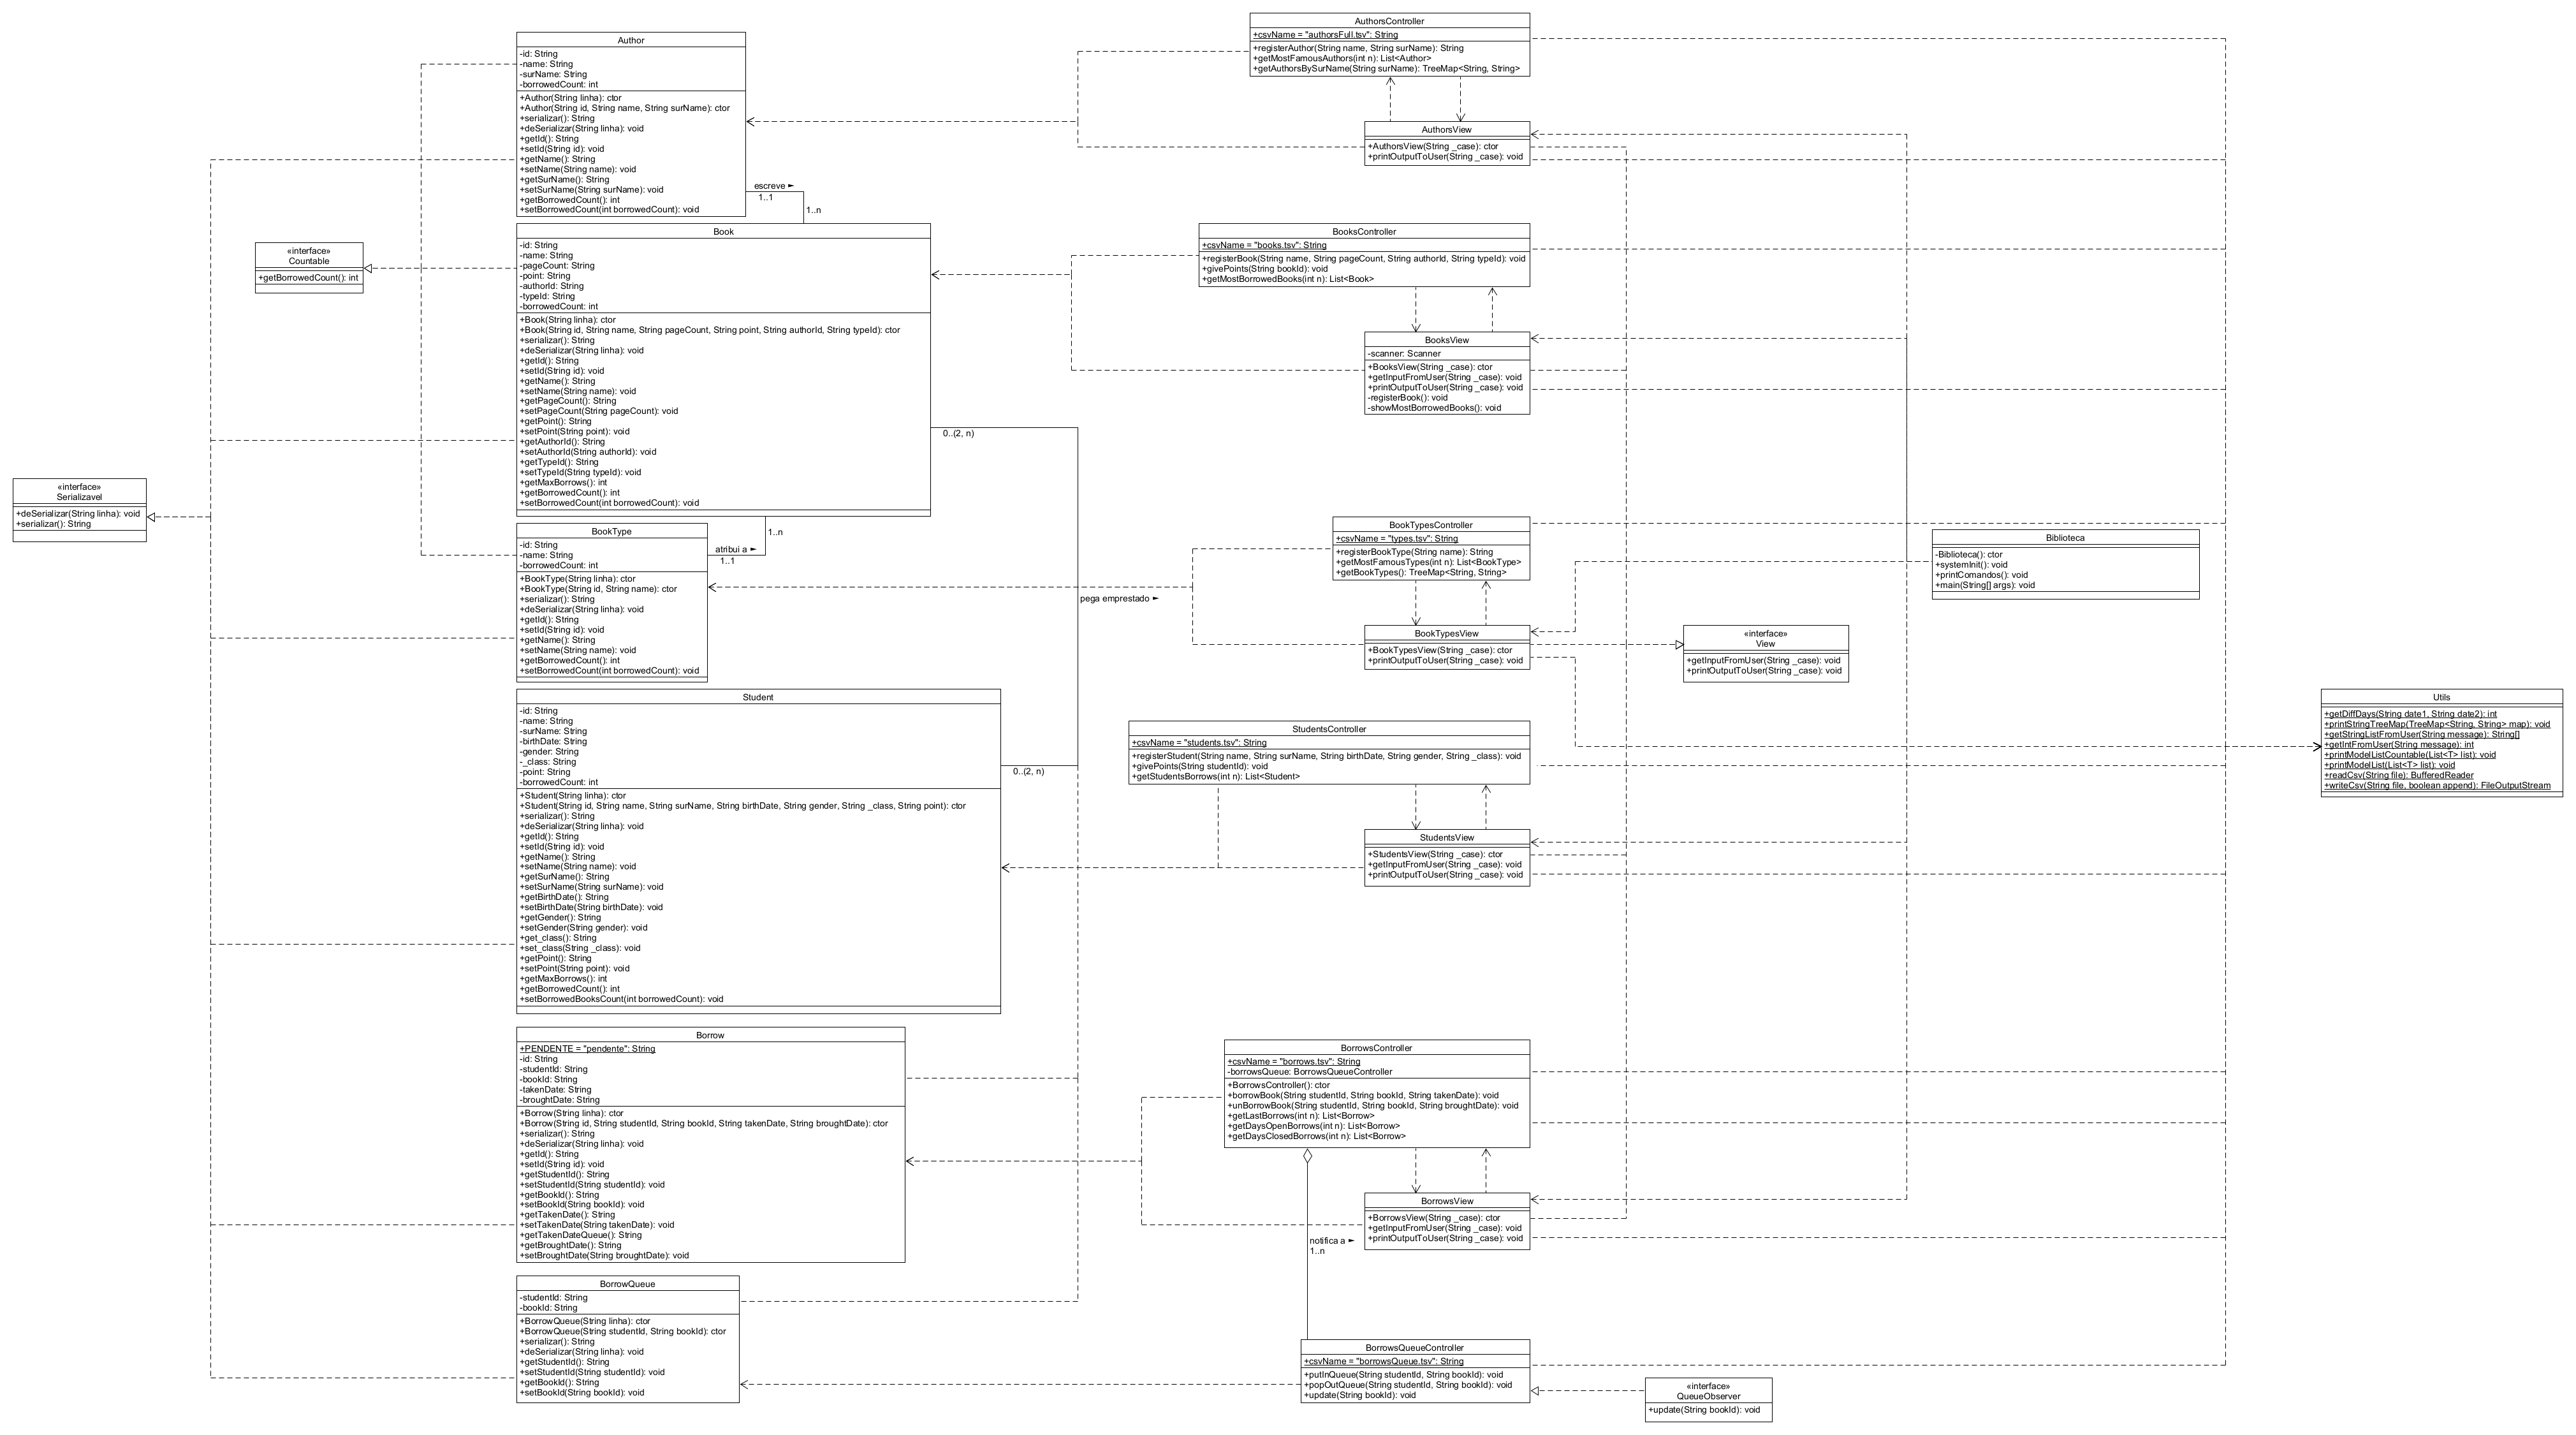 Author
-id: String
-name: String
-surName: String
-borrowedCount: int
+Author(String linha): ctor
+Author(String id, String name, String surName): ctor
+serializar(): String
+deSerializar(String linha): void
+getId(): String
+setId(String id): void
+getName(): String
+setName(String name): void
+getSurName(): String
+setSurName(String surName): void
+getBorrowedCount(): int
+setBorrowedCount(int borrowedCount): void
escreve ►
1..1
1..n
«interface»
Countable
+getBorrowedCount(): int
Book
-id: String
-name: String
-pageCount: String
-point: String
-authorId: String
-typeId: String
-borrowedCount: int
+Book(String linha): ctor
+Book(String id, String name, String pageCount, String point, String authorId, String typeId): ctor
+serializar(): String
+deSerializar(String linha): void
+getId(): String
+setId(String id): void
+getName(): String
+setName(String name): void
+getPageCount(): String
+setPageCount(String pageCount): void
+getPoint(): String
+setPoint(String point): void
+getAuthorId(): String
+setAuthorId(String authorId): void
+getTypeId(): String
+setTypeId(String typeId): void
+getMaxBorrows(): int
+getBorrowedCount(): int
+setBorrowedCount(int borrowedCount): void
0..(2, n)
«interface»
Serializavel
+deSerializar(String linha): void
+serializar(): String
BookType
-id: String
-name: String
-borrowedCount: int
+BookType(String linha): ctor
+BookType(String id, String name): ctor
+serializar(): String
+deSerializar(String linha): void
+getId(): String
+setId(String id): void
+getName(): String
+setName(String name): void
+getBorrowedCount(): int
+setBorrowedCount(int borrowedCount): void
1..n
atribui a ►
1..1
pega emprestado ►
Student
-id: String
-name: String
-surName: String
-birthDate: String
-gender: String
-_class: String
-point: String
-borrowedCount: int
+Student(String linha): ctor
+Student(String id, String name, String surName, String birthDate, String gender, String _class, String point): ctor
+serializar(): String
+deSerializar(String linha): void
+getId(): String
+setId(String id): void
+getName(): String
+setName(String name): void
+getSurName(): String
+setSurName(String surName): void
+getBirthDate(): String
+setBirthDate(String birthDate): void
+getGender(): String
+setGender(String gender): void
+get_class(): String
+set_class(String _class): void
+getPoint(): String
+setPoint(String point): void
+getMaxBorrows(): int
+getBorrowedCount(): int
+setBorrowedBooksCount(int borrowedCount): void
0..(2, n)
Borrow
+PENDENTE = "pendente": String
-id: String
-studentId: String
-bookId: String
-takenDate: String
-broughtDate: String
+Borrow(String linha): ctor
+Borrow(String id, String studentId, String bookId, String takenDate, String broughtDate): ctor
+serializar(): String
+deSerializar(String linha): void
+getId(): String
+setId(String id): void
+getStudentId(): String
+setStudentId(String studentId): void
+getBookId(): String
+setBookId(String bookId): void
+getTakenDate(): String
+setTakenDate(String takenDate): void
+getTakenDateQueue(): String
+getBroughtDate(): String
+setBroughtDate(String broughtDate): void
BorrowQueue
-studentId: String
-bookId: String
+BorrowQueue(String linha): ctor
+BorrowQueue(String studentId, String bookId): ctor
+serializar(): String
+deSerializar(String linha): void
+getStudentId(): String
+setStudentId(String studentId): void
+getBookId(): String
+setBookId(String bookId): void
AuthorsController
+csvName = "authorsFull.tsv": String
+registerAuthor(String name, String surName): String
+getMostFamousAuthors(int n): List<Author>
+getAuthorsBySurName(String surName): TreeMap<String, String>
AuthorsView
+AuthorsView(String _case): ctor
+printOutputToUser(String _case): void
BooksController
+csvName = "books.tsv": String
+registerBook(String name, String pageCount, String authorId, String typeId): void
+givePoints(String bookId): void
+getMostBorrowedBooks(int n): List<Book>
BooksView
-scanner: Scanner
+BooksView(String _case): ctor
+getInputFromUser(String _case): void
+printOutputToUser(String _case): void
-registerBook(): void
-showMostBorrowedBooks(): void
BookTypesController
+csvName = "types.tsv": String
+registerBookType(String name): String
+getMostFamousTypes(int n): List<BookType>
+getBookTypes(): TreeMap<String, String>
BookTypesView
+BookTypesView(String _case): ctor
+printOutputToUser(String _case): void
Biblioteca
-Biblioteca(): ctor
+systemInit(): void
+printComandos(): void
+main(String[] args): void
«interface»
View
+getInputFromUser(String _case): void
+printOutputToUser(String _case): void
Utils
+getDiffDays(String date1, String date2): int
+printStringTreeMap(TreeMap<String, String> map): void
+getStringListFromUser(String message): String[]
+getIntFromUser(String message): int
+printModelListCountable(List<T> list): void
+printModelList(List<T> list): void
+readCsv(String file): BufferedReader
+writeCsv(String file, boolean append): FileOutputStream
StudentsController
+csvName = "students.tsv": String
+registerStudent(String name, String surName, String birthDate, String gender, String _class): void
+givePoints(String studentId): void
+getStudentsBorrows(int n): List<Student>
StudentsView
+StudentsView(String _case): ctor
+getInputFromUser(String _case): void
+printOutputToUser(String _case): void
BorrowsController
+csvName = "borrows.tsv": String
-borrowsQueue: BorrowsQueueController
+BorrowsController(): ctor
+borrowBook(String studentId, String bookId, String takenDate): void
+unBorrowBook(String studentId, String bookId, String broughtDate): void
+getLastBorrows(int n): List<Borrow>
+getDaysOpenBorrows(int n): List<Borrow>
+getDaysClosedBorrows(int n): List<Borrow>
BorrowsView
+BorrowsView(String _case): ctor
+getInputFromUser(String _case): void
+printOutputToUser(String _case): void
notifica a ►
1..n
BorrowsQueueController
+csvName = "borrowsQueue.tsv": String
+putInQueue(String studentId, String bookId): void
+popOutQueue(String studentId, String bookId): void
+update(String bookId): void
«interface»
QueueObserver
+update(String bookId): void